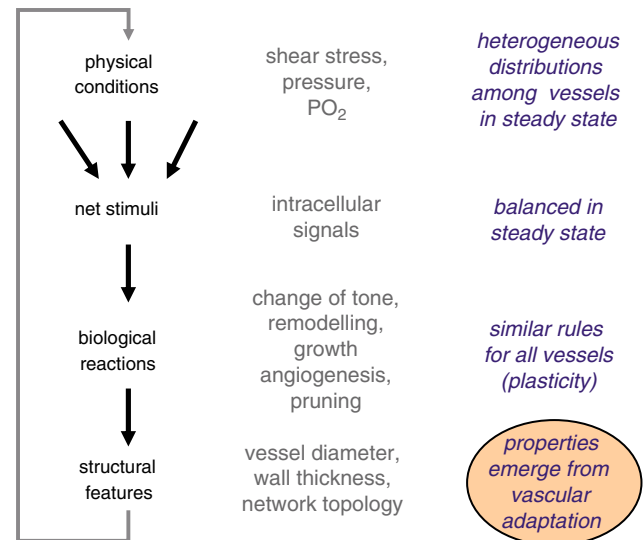 physical
conditions
shear stress,
pressure,
PO₂
heterogeneous
distributions
among vessels
in steady state
net stimuli
intracellular
signals
balanced in
steady state
biological
reactions
change of tone,
remodelling,
growth
angiogenesis,
pruning
similar rules
for all vessels
(plasticity)
structural
features
vessel diameter,
wall thickness,
network topology
properties
emerge from
vascular
adaptation